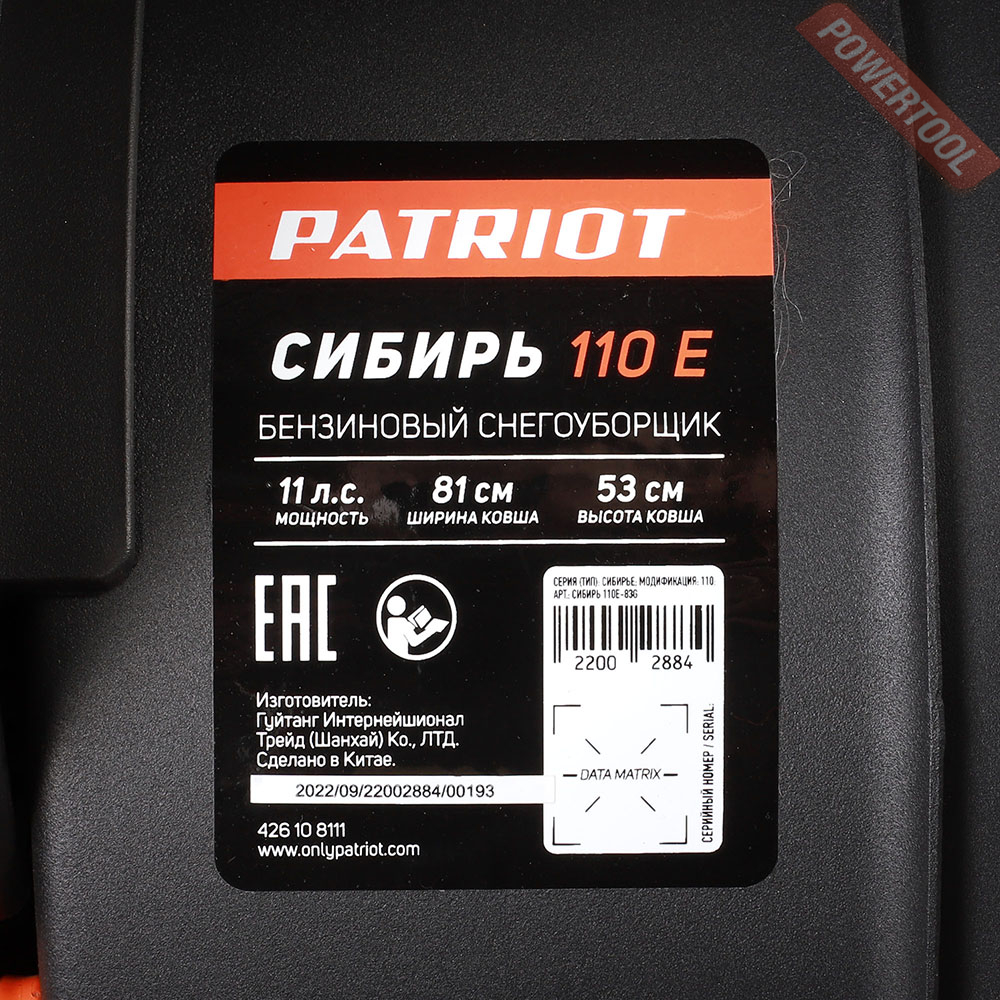 POWERTOOL
PATRIOT
СИБИРЬ 110 E
БЕНЗИНОВЫЙ СНЕГОУБОРЩИК
11 л.с. 81 см 53 см
МОЩНОСТЬ ШИРИНА КОВША ВЫСОТА КОВША
EAC
СЕРИЯ (ТИП): СИБИРЬЕ; МОДИФИКАЦИЯ: 110;
АРТ.: СИБИРЬ 110Е-83G
2200 2884
Изготовитель:
Гуйтанг Интернейшионал
Трейд (Шанхай) Ко., ЛТД.
Сделано в Китае.
2022/09/22002884/00193
426 10 8111
www.onlypatriot.com
DATA MATRIX
СЕРИЙНЫЙ НОМЕР / SERIAL: